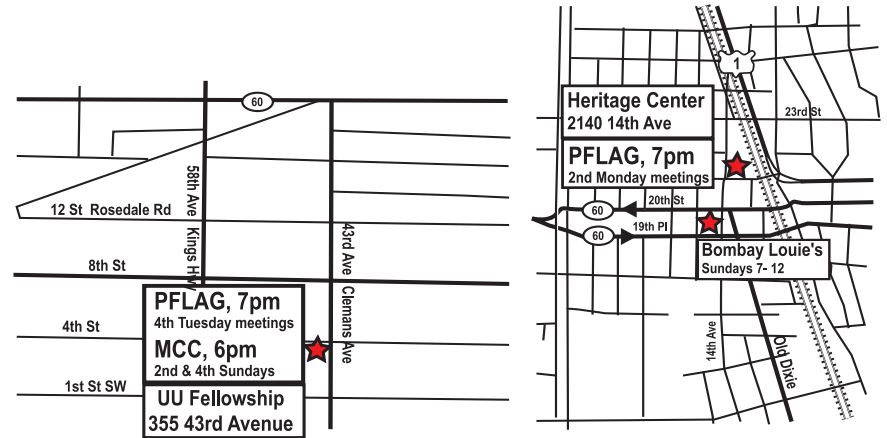 60
58th Ave Kings HW
12 St Rosedale Rd
43rd Ave Clemans Ave
8th St
PFLAG, 7pm
4th Tuesday meetings
MCC, 6pm
2nd & 4th Sundays
4th St
1st St SW
UU Fellowship
355 43rd Avenue
1
Heritage Center
2140 14th Ave
23rd St
PFLAG, 7pm
2nd Monday meetings
60
20th St
60
19th Pl
Bombay Louie's
Sundays 7- 12
14th Ave
Old Dixie